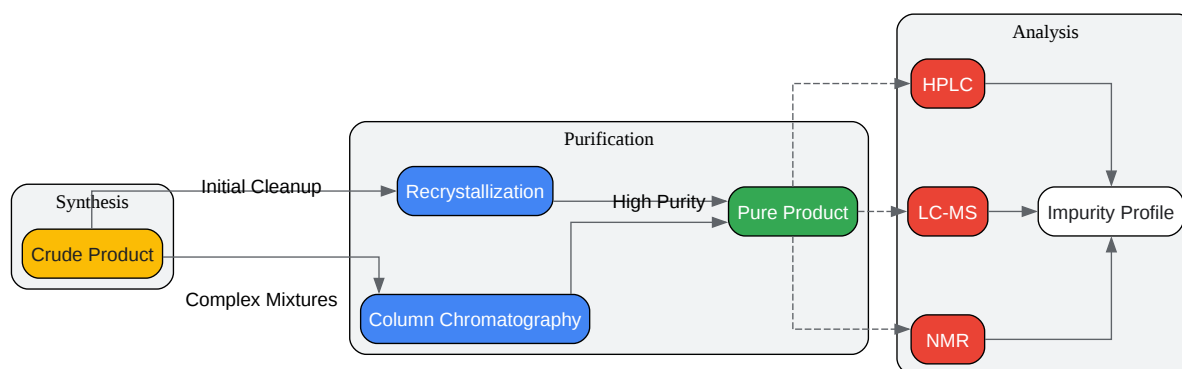 Analysis
HPLC
Purification
Synthesis
Initial Cleanup
Recrystallization
High Purity
Pure Product
LC-MS
Impurity Profile
Crude Product
Complex Mixtures
Column Chromatography
NMR